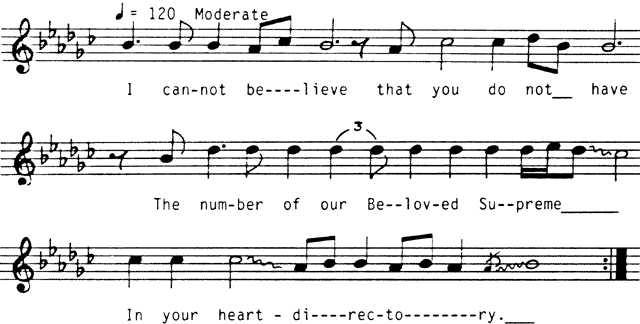 ♩ = 120 Moderate
I can-not be----lieve that you do not__ have
3
The num-ber of our Be--lov-ed Su--preme______
In your heart - di----rec-to--------ry.___